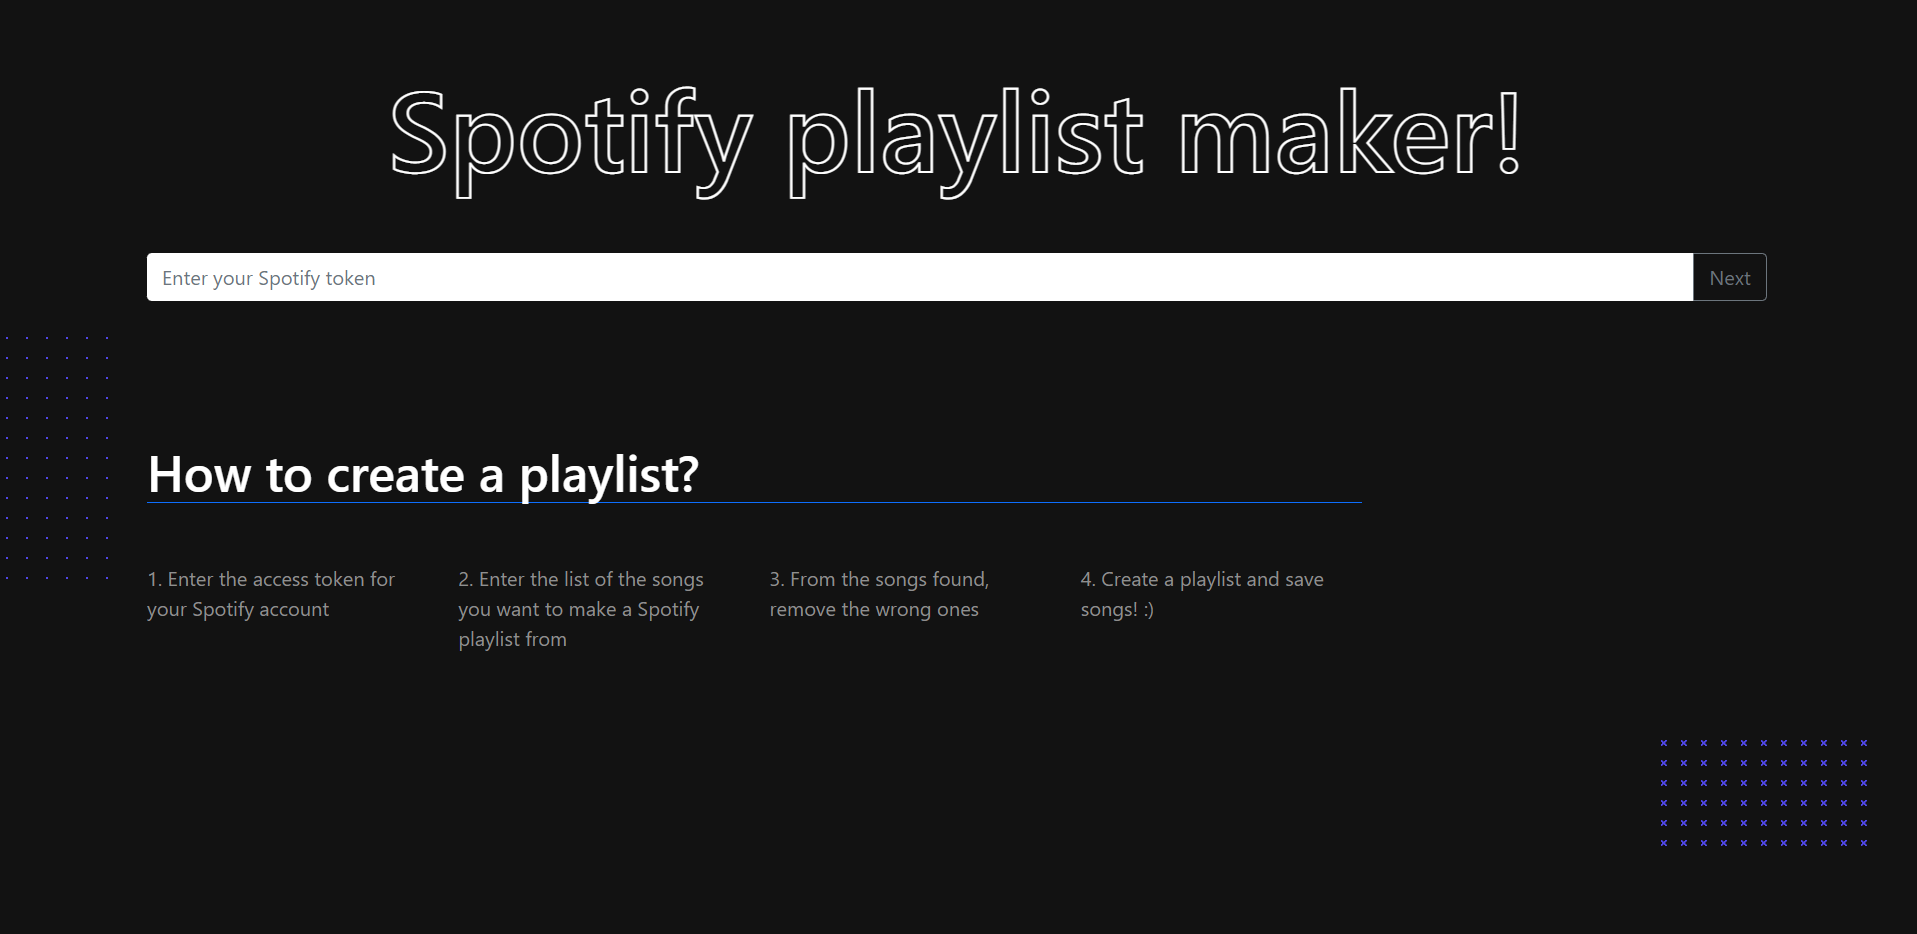 Spotify playlist maker!
Enter your Spotify token
Next
How to create a playlist?
1. Enter the access token for
your Spotify account
2. Enter the list of the songs
you want to make a Spotify
playlist from
3. From the songs found,
remove the wrong ones
4. Create a playlist and save
songs! :)